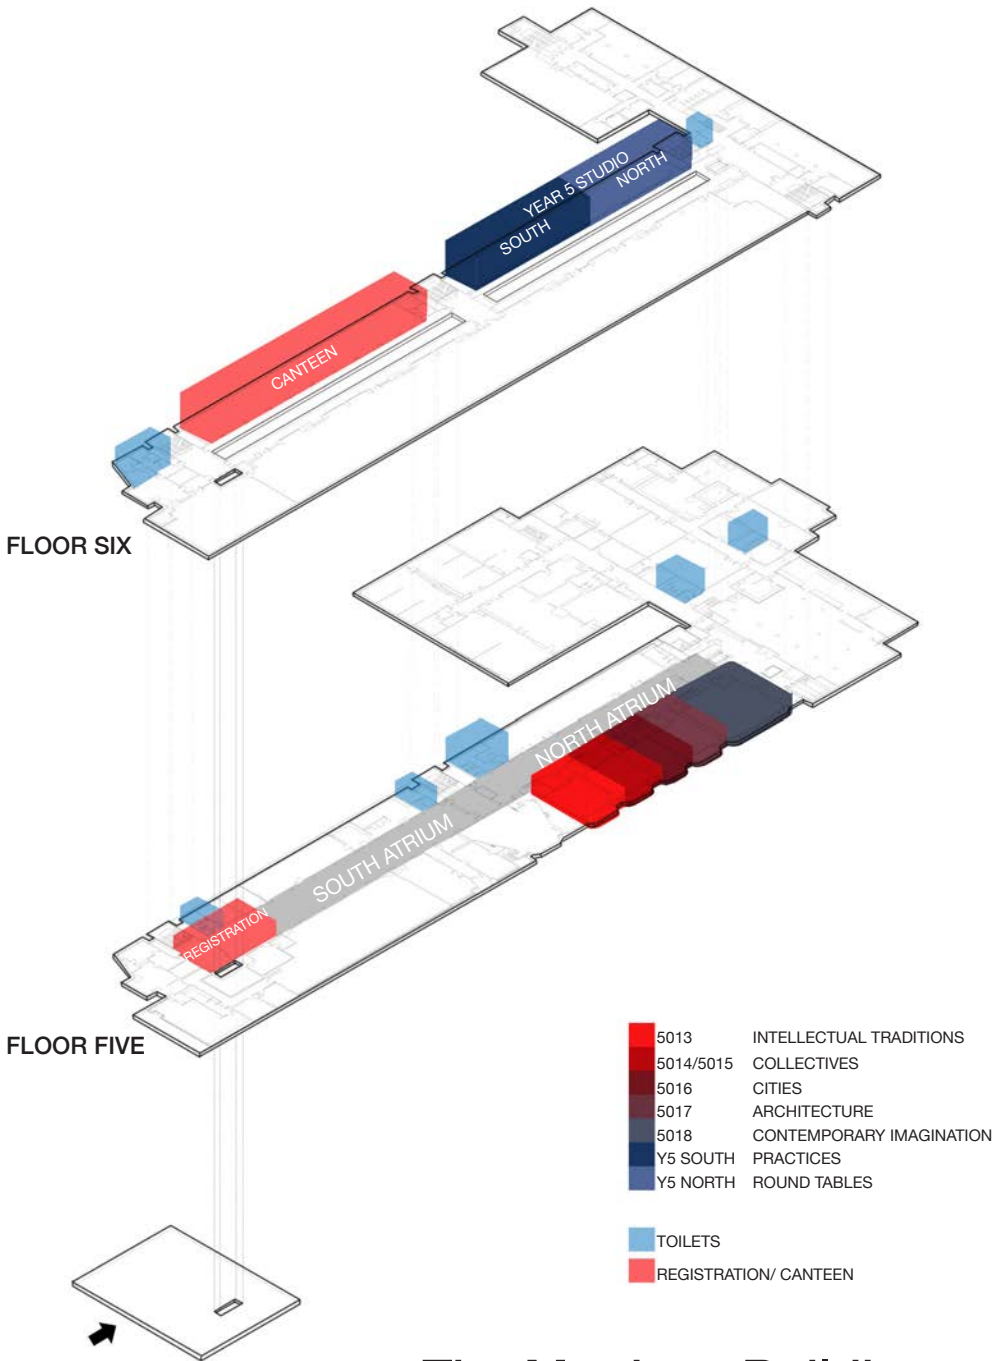 YEAR 5 STUDIO
NORTH
SOUTH
CANTEEN
FLOOR SIX
NORTH ATRIUM
SOUTH ATRIUM
REGISTRATION
FLOOR FIVE
5013 INTELLECTUAL TRADITIONS
5014/5015 COLLECTIVES
5016 CITIES
5017 ARCHITECTURE
5018 CONTEMPORARY IMAGINATION
Y5 SOUTH PRACTICES
Y5 NORTH ROUND TABLES
TOILETS
REGISTRATION/ CANTEEN